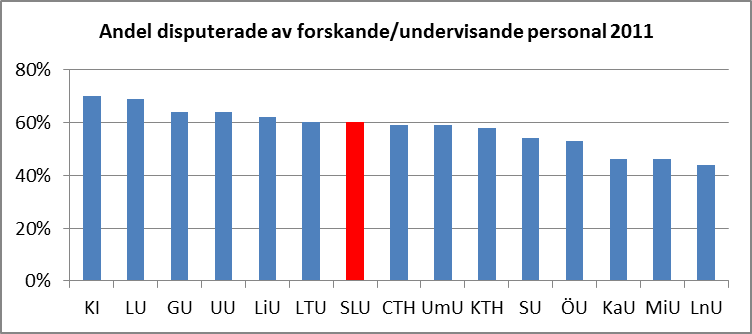 Andel disputerade av forskande/undervisande personal 2011
80%
60%
40%
20%
0%
KI LU GU UU LiU LTU SLU CTH UmU KTH SU ÖU KaU MiU LnU